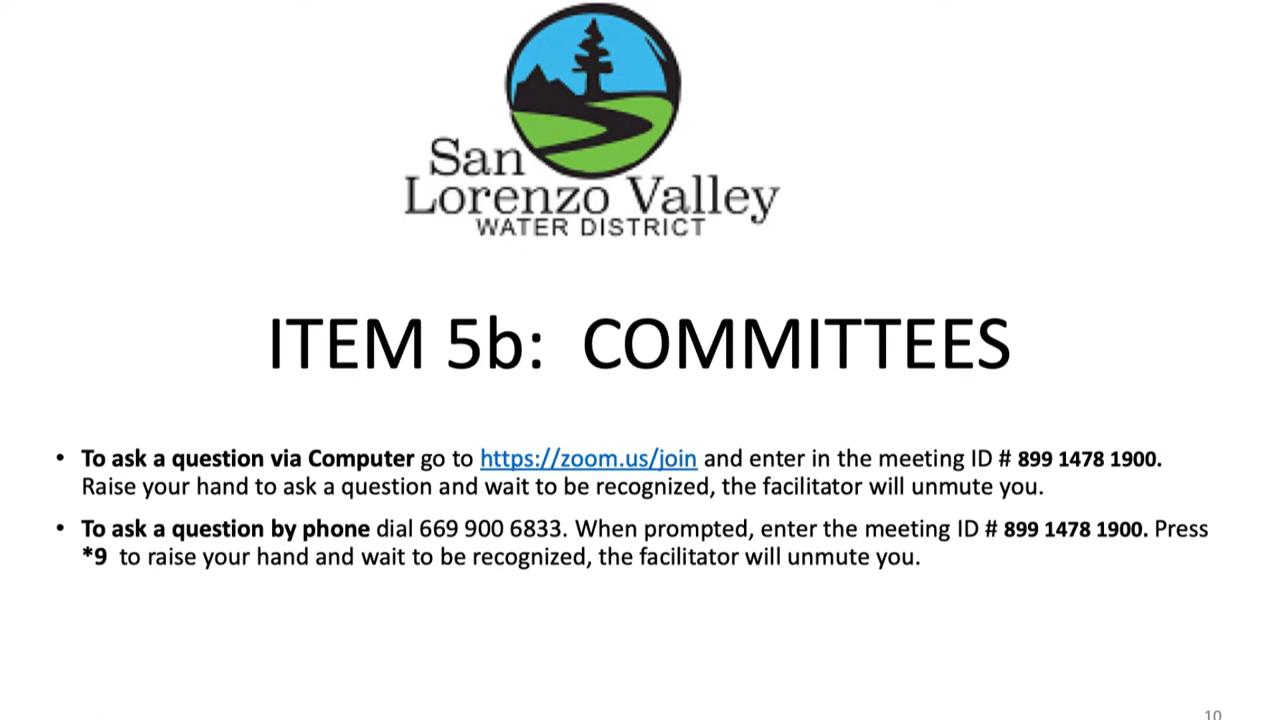 San
Lorenzo Valley
WATER DISTRICT
ITEM 5b: COMMITTEES
• To ask a question via Computer go to https://zoom.us/join and enter in the meeting ID # 899 1478 1900.
Raise your hand to ask a question and wait to be recognized, the facilitator will unmute you.
• To ask a question by phone dial 669 900 6833. When prompted, enter the meeting ID # 899 1478 1900. Press
*9 to raise your hand and wait to be recognized, the facilitator will unmute you.
10